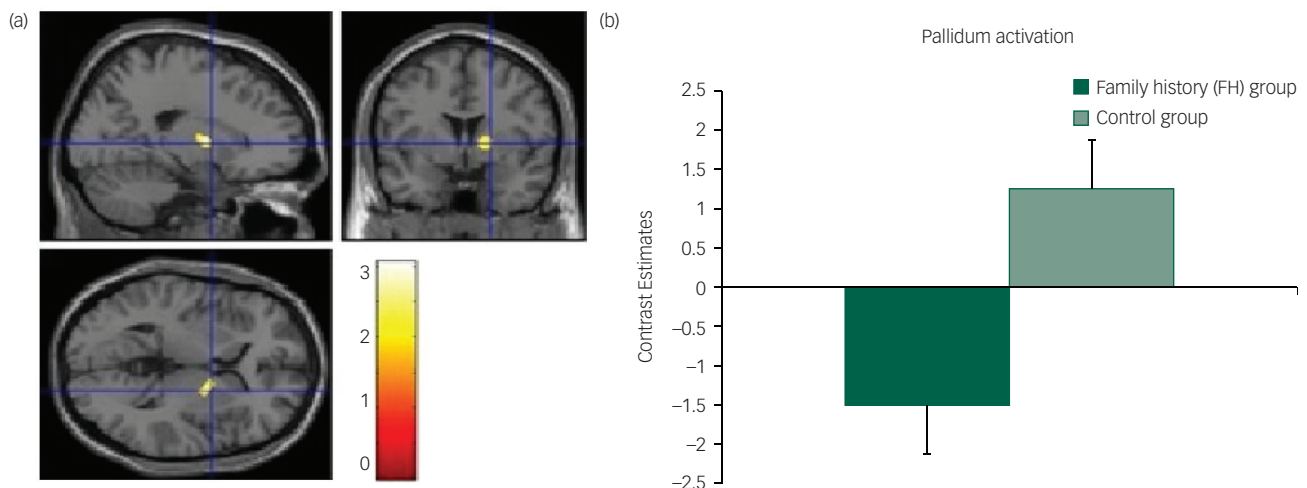 (a)
3
2
1
0
(b)
Pallidum activation
Family history (FH) group
Control group
Contrast Estimates
2.5
2
1.5
1
0.5
0
–0.5
–1
–1.5
–2
–2.5